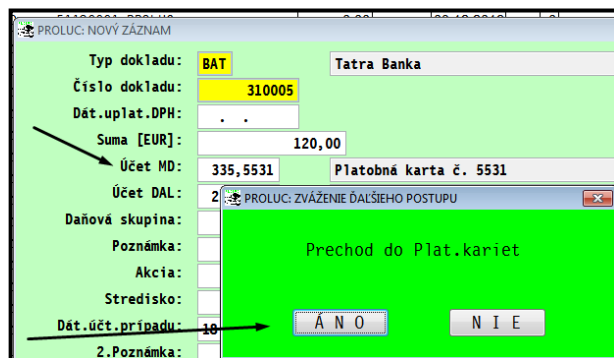 PROLUC: NOVÝ ZÁZNAM
Typ dokladu: BAT Tatra Banka
Číslo dokladu: 310005
Dát.uplat.DPH: . .
Suma [EUR]: 120,00
Účet MD: 335,5531 Platobná karta č. 5531
Účet DAL: 2
Daňová skupina:
Poznámka:
Akcia:
Stredisko:
Dát.účt.prípadu: 18
2.Poznámka:
PROLUC: ZVÁŽENIE ĎALŠIEHO POSTUPU
Prechod do Plat.kariet
Á N O N I E